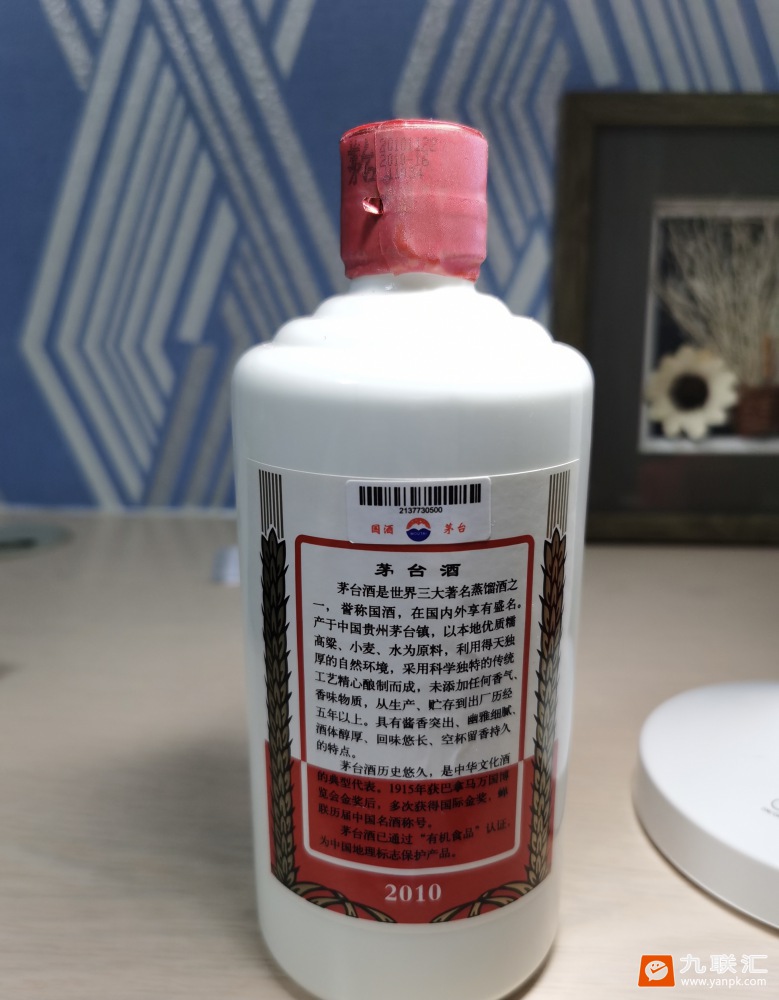 茅台
2010-16
2137730500
国酒 茅台
茅台酒
茅台酒是世界三大著名蒸馏酒之
一，誉称国酒，在国内外享有盛名。
产于中国贵州茅台镇，以本地优质糯
高粱、小麦、水为原料，利用得天独
厚的自然环境，采用科学独特的传统
工艺精心酿制而成，未添加任何香气、
香味物质，从生产、贮存到出厂历经
五年以上。具有酱香突出、幽雅细腻、
酒体醇厚、回味悠长、空杯留香持久
的特点。
茅台酒历史悠久，是中华文化酒
的典型代表。1915年获巴拿马万国博
览会金奖后，多次获得国际金奖，蝉
联历届中国名酒称号。
茅台酒已通过“有机食品”认证，
为中国地理标志保护产品。
2010
九联汇
www.yanpk.com